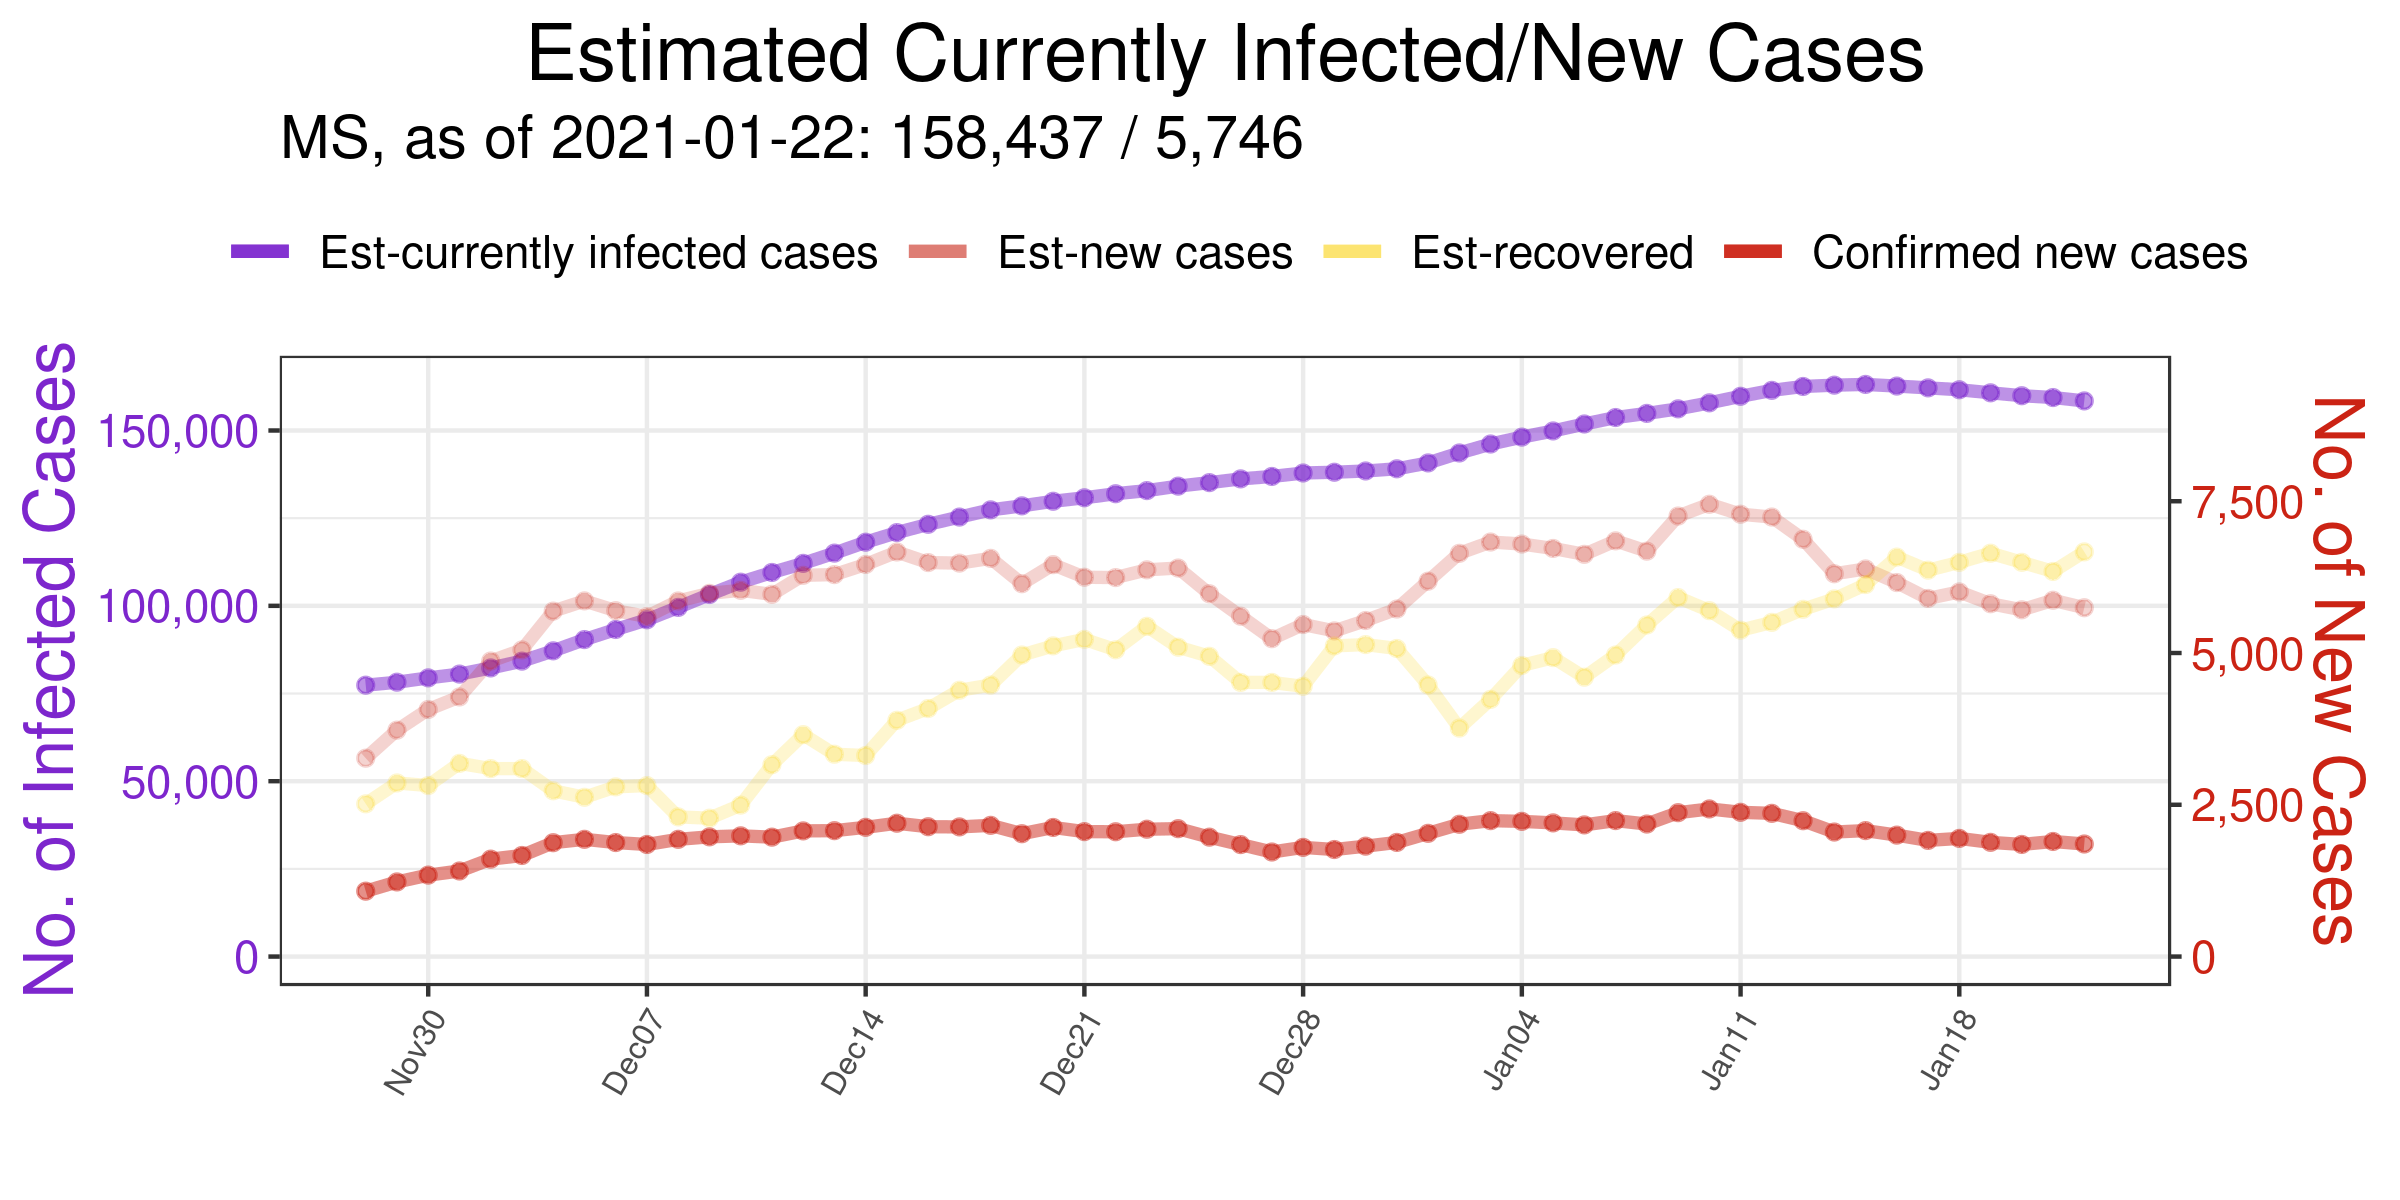 Estimated Currently Infected/New Cases
MS, as of 2021-01-22: 158,437 / 5,746
Est-currently infected cases Est-new cases Est-recovered Confirmed new cases
No. of Infected Cases
150,000
100,000
50,000
0
No. of New Cases
7,500
5,000
2,500
0
Nov30 Dec07 Dec14 Dec21 Dec28 Jan04 Jan11 Jan18